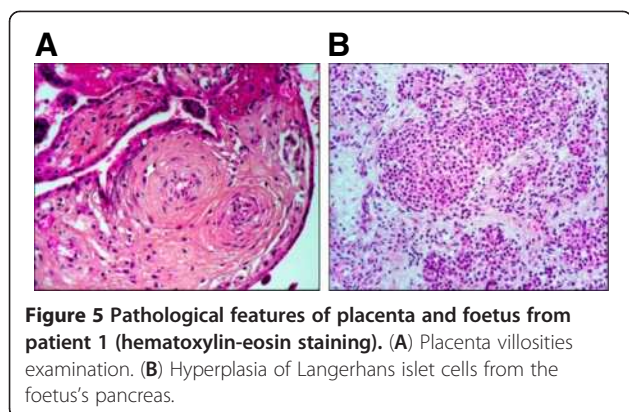 A B
Figure 5 Pathological features of placenta and foetus from
patient 1 (hematoxylin-eosin staining). (A) Placenta villosities
examination. (B) Hyperplasia of Langerhans islet cells from the
foetus's pancreas.